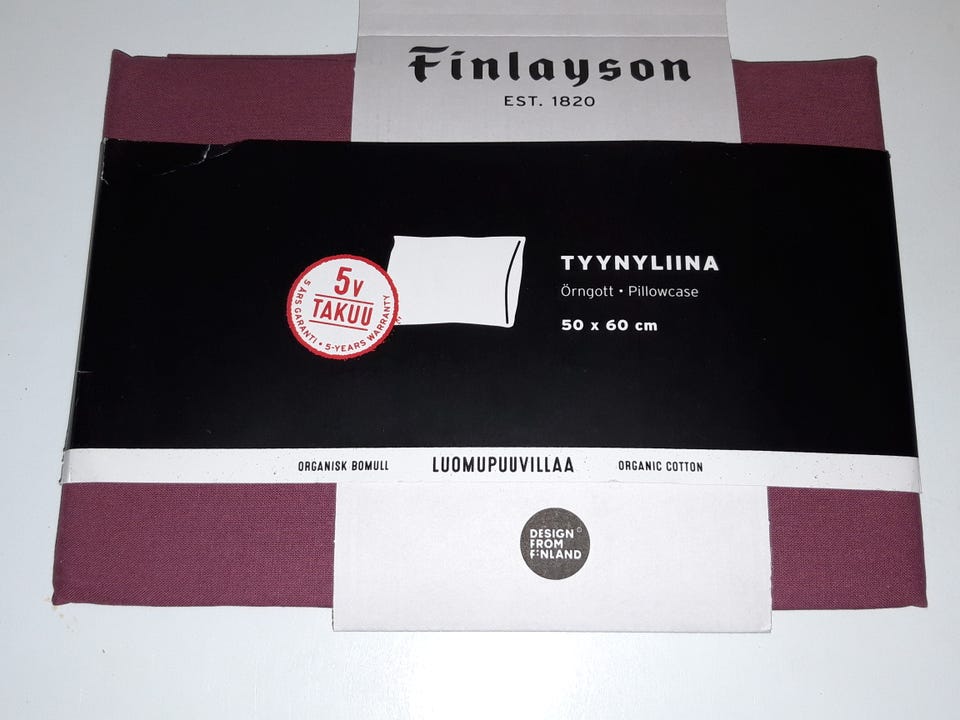 Finlayson
EST. 1820
5v
TAKUU
5 ÅRS GARANTI • 5-YEARS WARRANTY
TYYNYLIINA
Örngott • Pillowcase
50 x 60 cm
ORGANISK BOMULL LUOMUPUUVILLAA ORGANIC COTTON
DESIGN
FROM
FINLAND